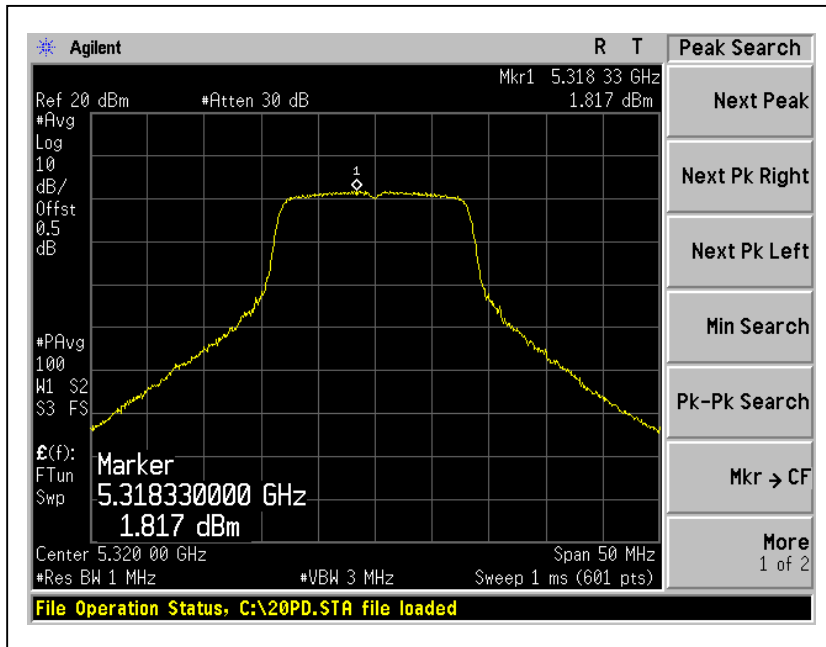 Agilent R T Peak Search
Mkr1 5.318 33 GHz
Ref 20 dBm #Atten 30 dB 1.817 dBm
#Avg
Log
10
dB/
Offst
0.5
dB
1
#PAvg
100
W1 S2
S3 FS
£(f):
FTun
Swp
Marker
5.318330000 GHz
1.817 dBm
Center 5.320 00 GHz Span 50 MHz
#Res BW 1 MHz #VBW 3 MHz Sweep 1 ms (601 pts)
File Operation Status, C:\20PD.STA file loaded
Next Peak
Next Pk Right
Next Pk Left
Min Search
Pk-Pk Search
Mkr → CF
More
1 of 2